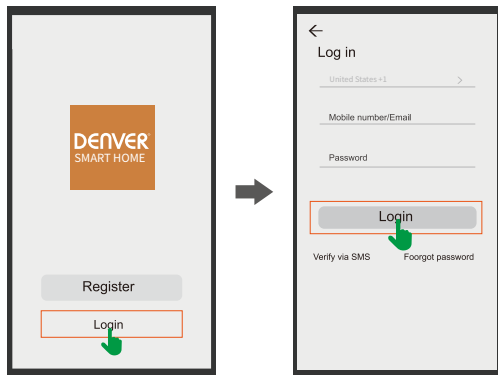 DENVER
SMART HOME
Register
Login
Log in
United States +1
Mobile number/Email
Password
Login
Verify via SMS Foorgot password